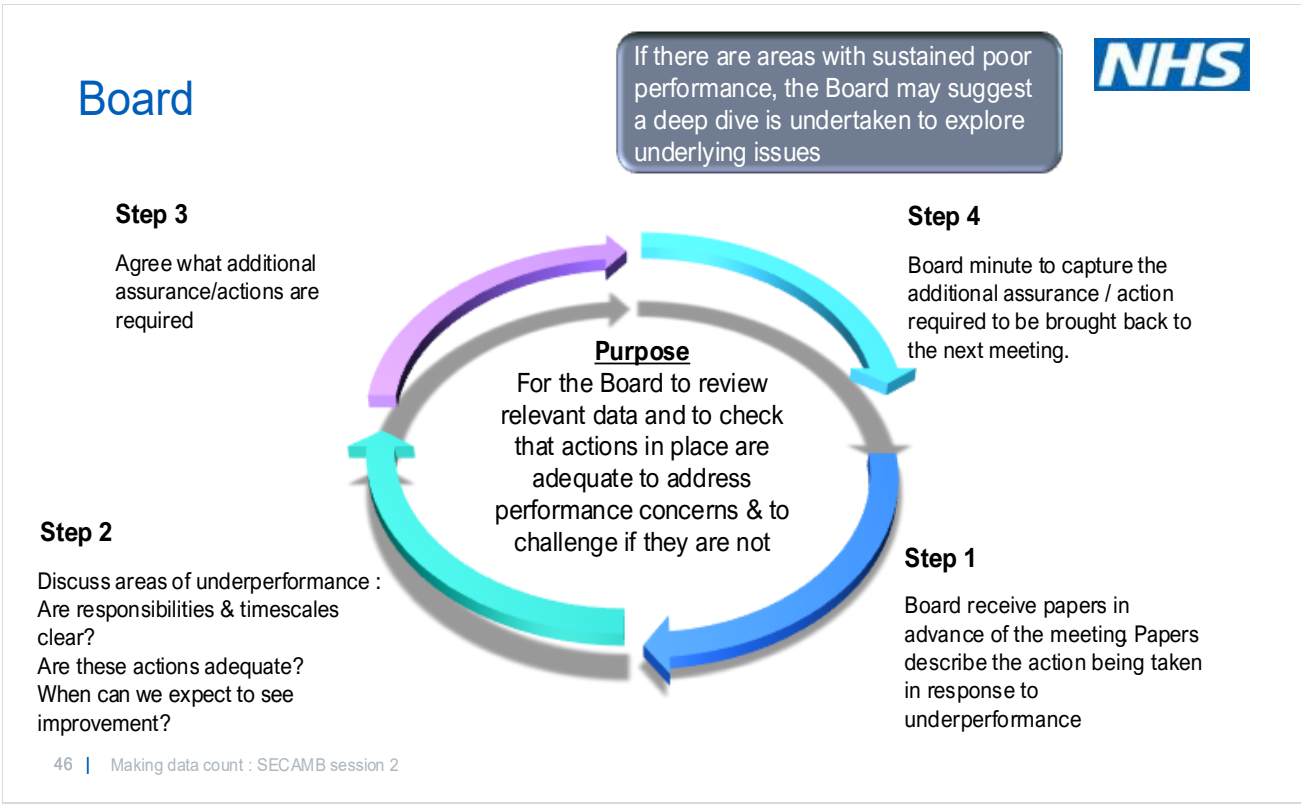 Board
If there are areas with sustained poor
performance, the Board may suggest
a deep dive is undertaken to explore
underlying issues
NHS
Step 3
Agree what additional
assurance/actions are
required
Step 4
Board minute to capture the
additional assurance / action
required to be brought back to
the next meeting.
Purpose
For the Board to review
relevant data and to check
that actions in place are
adequate to address
performance concerns & to
challenge if they are not
Step 2
Discuss areas of underperformance :
Are responsibilities & timescales
clear?
Are these actions adequate?
When can we expect to see
improvement?
Step 1
Board receive papers in
advance of the meeting. Papers
describe the action being taken
in response to
underperformance
46 | Making data count : SECAMB session 2